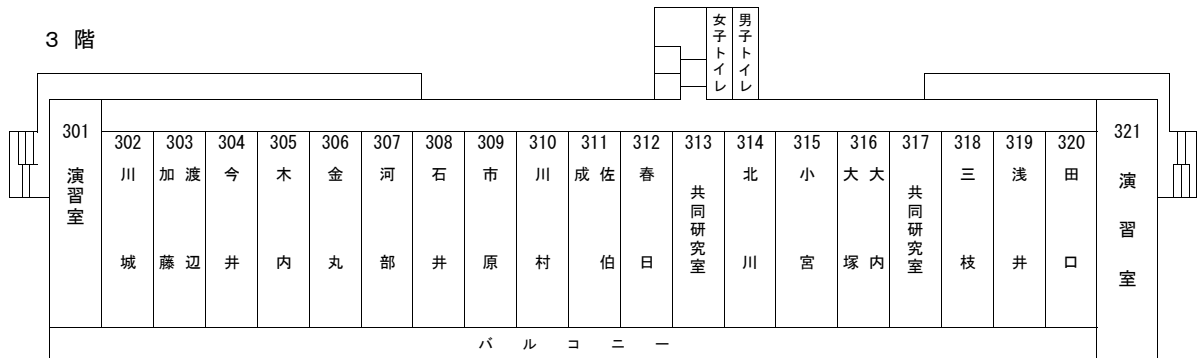 3 階
女子トイレ
男子トイレ
301
演習室
302
川城
303
加藤
渡辺
304
今井
305
木内
306
金丸
307
河部
308
石井
309
市原
310
川村
311
成
佐伯
312
春日
313
共同研究室
314
北川
315
小宮
316
大塚
大内
317
共同研究室
318
三枝
319
浅井
320
田口
321
演習室
バルコニー